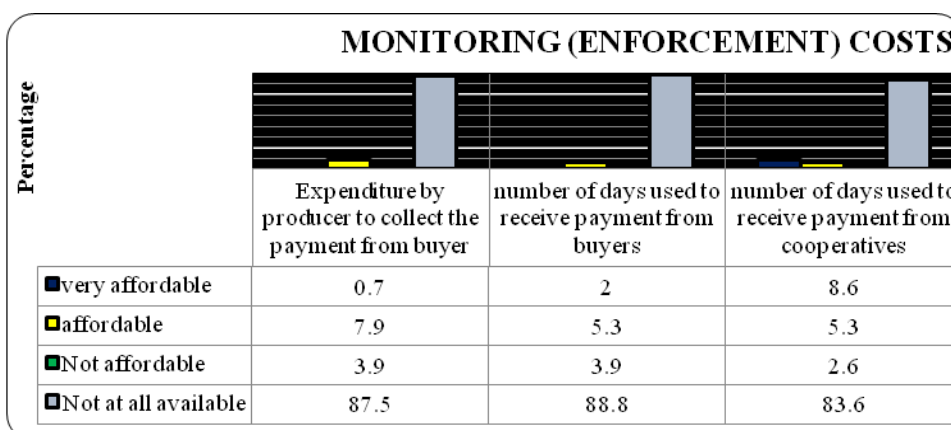 MONITORING (ENFORCEMENT) COSTS
Percentage
Expenditure by
producer to collect the
payment from buyer
number of days used to
receive payment from
buyers
number of days used to
receive payment from
cooperatives
very affordable 0.7 2 8.6
affordable 7.9 5.3 5.3
Not affordable 3.9 3.9 2.6
Not at all available 87.5 88.8 83.6